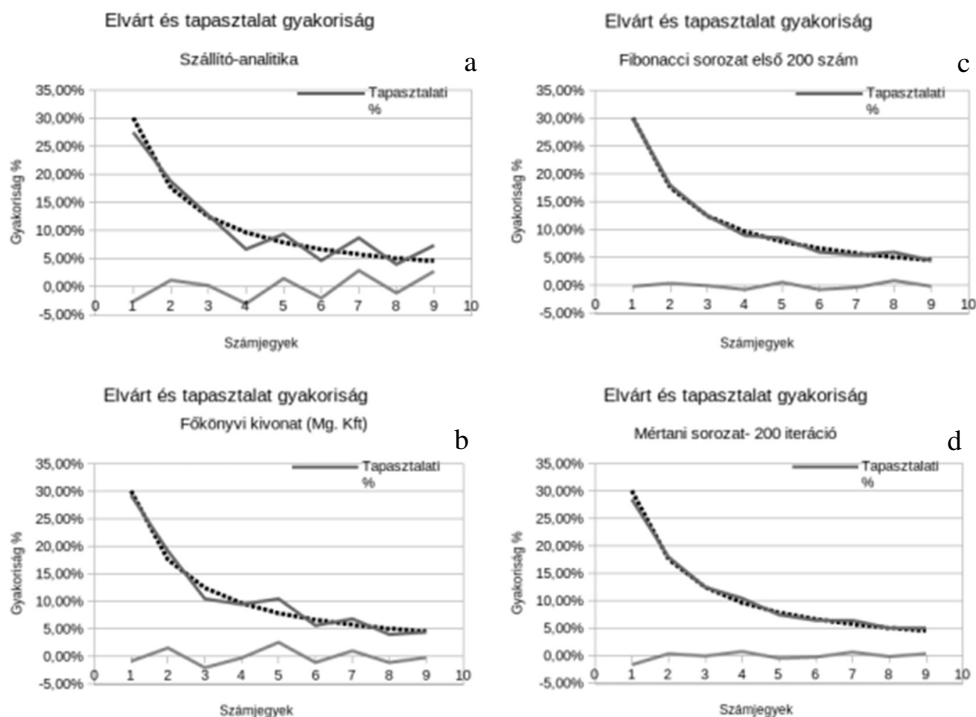 Elvárt és tapasztalat gyakoriság
Szállító-analitika
a
Tapasztalati
%
Gyakoriság %
35,00%
30,00%
25,00%
20,00%
15,00%
10,00%
5,00%
0,00%
-5,00%
0 1 2 3 4 5 6 7 8 9 10
Számjegyek
Elvárt és tapasztalat gyakoriság
Fibonacci sorozat első 200 szám
c
Tapasztalati
%
Gyakoriság %
35,00%
30,00%
25,00%
20,00%
15,00%
10,00%
5,00%
0,00%
-5,00%
0 1 2 3 4 5 6 7 8 9 10
Számjegyek
Elvárt és tapasztalat gyakoriság
Főkönyvi kivonat (Mg. Kft)
b
Tapasztalati
%
Gyakoriság %
35,00%
30,00%
25,00%
20,00%
15,00%
10,00%
5,00%
0,00%
-5,00%
0 1 2 3 4 5 6 7 8 9 10
Számjegyek
Elvárt és tapasztalat gyakoriság
Mértani sorozat- 200 iteráció
d
Tapasztalati
%
Gyakoriság %
35,00%
30,00%
25,00%
20,00%
15,00%
10,00%
5,00%
0,00%
-5,00%
0 1 2 3 4 5 6 7 8 9 10
Számjegyek